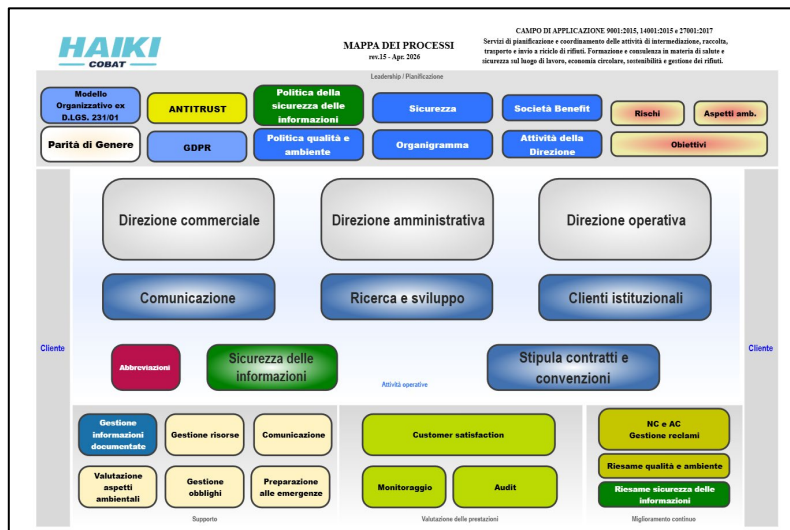 HAIKI
COBAT
MAPPA DEI PROCESSI
rev.15 - Apr. 2026
CAMPO DI APPLICAZIONE 9001:2015, 14001:2015 e 27001:2017
Servizi di pianificazione e coordinamento delle attività di intermediazione, raccolta,
trasporto e invio a riciclo di rifiuti. Formazione e consulenza in materia di salute e
sicurezza sul luogo di lavoro, economia circolare, sostenibilità e gestione dei rifiuti.
Leadership / Pianificazione
Modello
Organizzativo ex
D.LGS. 231/01
ANTITRUST
Politica della
sicurezza delle
informazioni
Sicurezza
Società Benefit
Rischi
Aspetti amb.
Parità di Genere
GDPR
Politica qualità e
ambiente
Organigramma
Attività della
Direzione
Obiettivi
Direzione commerciale
Direzione amministrativa
Direzione operativa
Comunicazione
Ricerca e sviluppo
Clienti istituzionali
Cliente
Cliente
Abbreviazioni
Sicurezza delle
informazioni
Stipula contratti e
convenzioni
Attività operative
Gestione
informazioni
documentate
Gestione risorse
Comunicazione
Customer satisfaction
NC e AC
Gestione reclami
Valutazione
aspetti
ambientali
Gestione
obblighi
Preparazione
alle emergenze
Monitoraggio
Audit
Riesame qualità e ambiente
Riesame sicurezza delle
informazioni
Supporto
Valutazione delle prestazioni
Miglioramento continuo